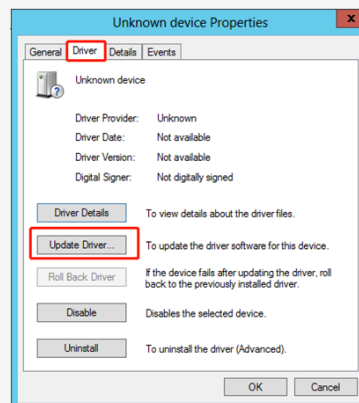 Unknown device Properties
x
General Driver Details Events
Unknown device
Driver Provider: Unknown
Driver Date: Not available
Driver Version: Not available
Digital Signer: Not digitally signed
Driver Details To view details about the driver files.
Update Driver... To update the driver software for this device.
Roll Back Driver If the device fails after updating the driver, roll
back to the previously installed driver.
Disable Disables the selected device.
Uninstall To uninstall the driver (Advanced).
OK Cancel